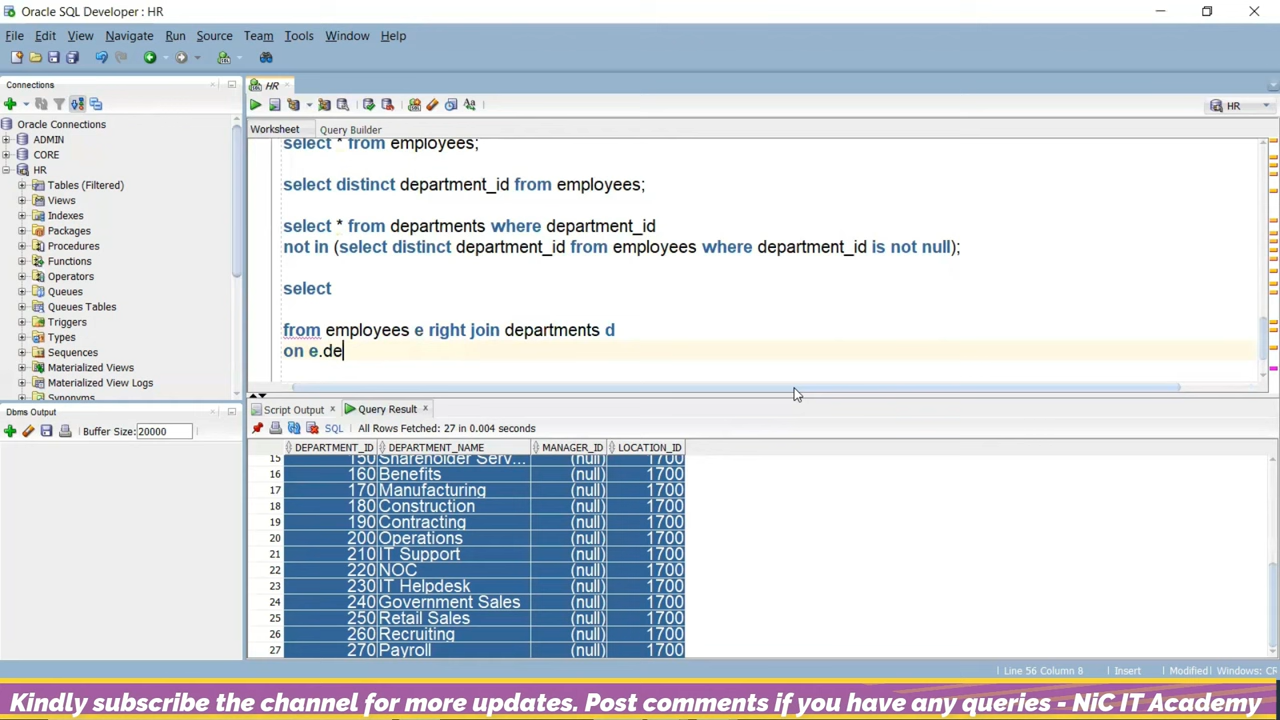 Oracle SQL Developer : HR
File Edit View Navigate Run Source Team Tools Window Help
Connections
HR
HR
Oracle Connections
ADMIN
CORE
HR
Tables (Filtered)
Views
Indexes
Packages
Procedures
Functions
Operators
Queues
Queues Tables
Triggers
Types
Sequences
Materialized Views
Materialized View Logs
Synonyms
Worksheet Query Builder
select * from employees;
select distinct department_id from employees;
select * from departments where department_id
not in (select distinct department_id from employees where department_id is not null);
select
from employees e right join departments d
on e.de
Dbms Output
Buffer Size: 20000
Script Output Query Result
SQL All Rows Fetched: 27 in 0.004 seconds
DEPARTMENT_ID DEPARTMENT_NAME MANAGER_ID LOCATION_ID
15 150 Shareholder Serv... (null) 1700
16 160 Benefits (null) 1700
17 170 Manufacturing (null) 1700
18 180 Construction (null) 1700
19 190 Contracting (null) 1700
20 200 Operations (null) 1700
21 210 IT Support (null) 1700
22 220 NOC (null) 1700
23 230 IT Helpdesk (null) 1700
24 240 Government Sales (null) 1700
25 250 Retail Sales (null) 1700
26 260 Recruiting (null) 1700
27 270 Payroll (null) 1700
Line 56 Column 8 Insert Modified Windows: CR
Kindly subscribe the channel for more updates. Post comments if you have any queries - NiC IT Academy